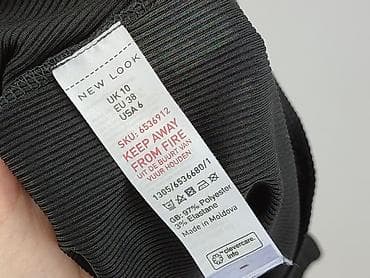 NEW LOOK
UK 10
EU 38
USA 6
SKU: 6536912
KEEP AWAY
FROM FIRE
UIT DE BUURT VAN
VUUR HOUDEN
1305/6536680/1
GB: 97% Polyester
3% Elastane
Made in Moldova
clevercare.
info